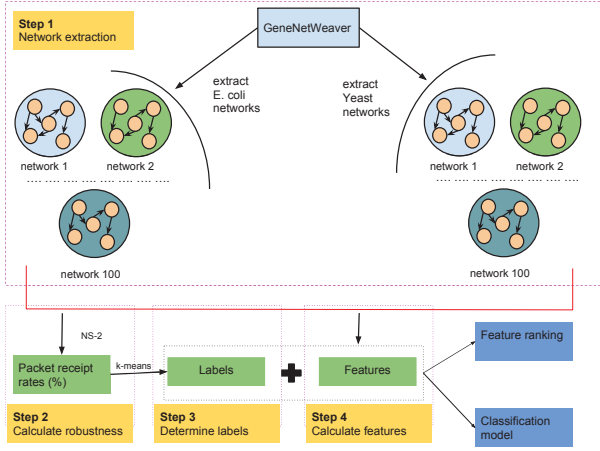 Step 1
Network extraction
GeneNetWeaver
extract
E. coli
networks
extract
Yeast
networks
network 1
network 2
network 1
network 2
network 100
network 100
NS-2
Packet receipt
rates (%)
k-means
Labels
Features
Feature ranking
Classification
model
Step 2
Calculate robustness
Step 3
Determine labels
Step 4
Calculate features